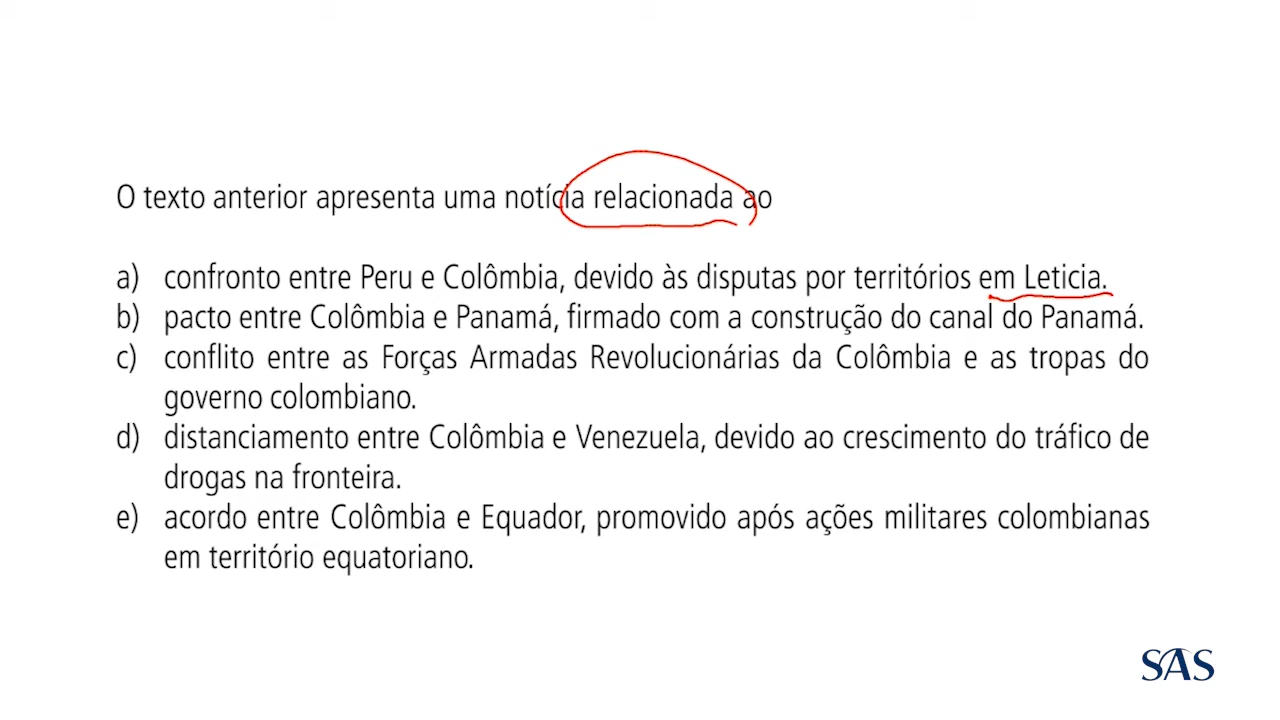 O texto anterior apresenta uma notícia relacionada ao
a) confronto entre Peru e Colômbia, devido às disputas por territórios em Leticia.
b) pacto entre Colômbia e Panamá, firmado com a construção do canal do Panamá.
c) conflito entre as Forças Armadas Revolucionárias da Colômbia e as tropas do
governo colombiano.
d) distanciamento entre Colômbia e Venezuela, devido ao crescimento do tráfico de
drogas na fronteira.
e) acordo entre Colômbia e Equador, promovido após ações militares colombianas
em território equatoriano.
SAS